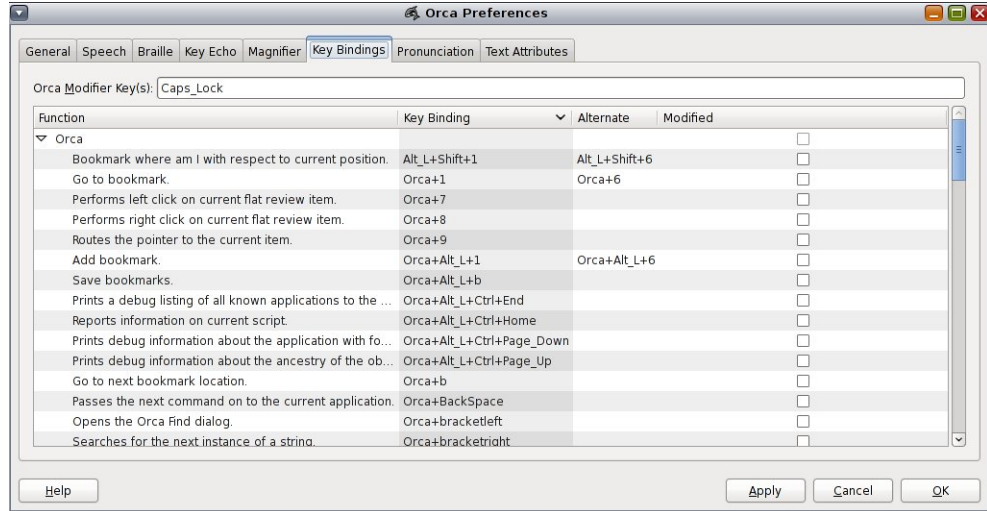 Orca Preferences
General Speech Braille Key Echo Magnifier Key Bindings Pronunciation Text Attributes
Orca Modifier Key(s): Caps_Lock
Function Key Binding Alternate Modified
Orca
Bookmark where am I with respect to current position. Alt_L+Shift+1 Alt_L+Shift+6
Go to bookmark. Orca+1 Orca+6
Performs left click on current flat review item. Orca+7
Performs right click on current flat review item. Orca+8
Routes the pointer to the current item. Orca+9
Add bookmark. Orca+Alt_L+1 Orca+Alt_L+6
Save bookmarks. Orca+Alt_L+b
Prints a debug listing of all known applications to the ... Orca+Alt_L+Ctrl+End
Reports information on current script. Orca+Alt_L+Ctrl+Home
Prints debug information about the application with fo... Orca+Alt_L+Ctrl+Page_Down
Prints debug information about the ancestry of the ob... Orca+Alt_L+Ctrl+Page_Up
Go to next bookmark location. Orca+b
Passes the next command on to the current application. Orca+BackSpace
Opens the Orca Find dialog. Orca+bracketleft
Searches for the next instance of a string. Orca+bracketright
Help Apply Cancel OK